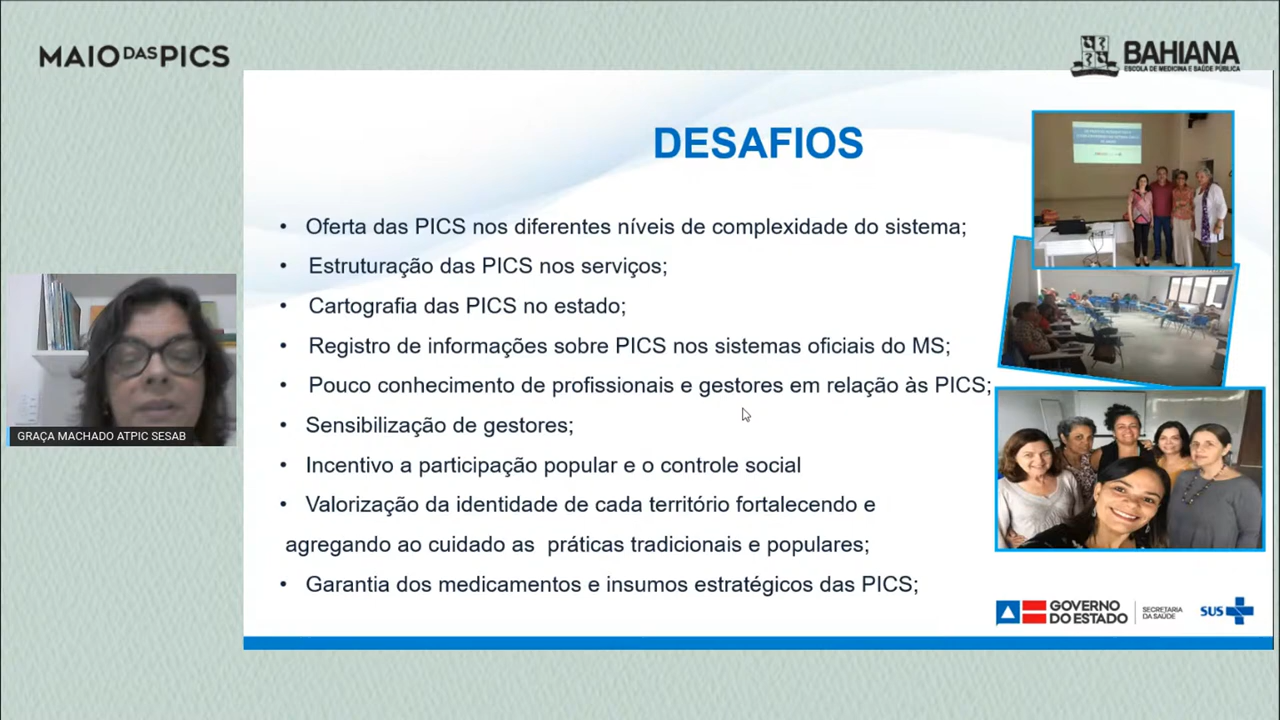 MAIO DAS PICS
BAHIANA
ESCOLA DE MEDICINA E SAÚDE PÚBLICA
DESAFIOS
• Oferta das PICS nos diferentes níveis de complexidade do sistema;
• Estruturação das PICS nos serviços;
• Cartografia das PICS no estado;
• Registro de informações sobre PICS nos sistemas oficiais do MS;
• Pouco conhecimento de profissionais e gestores em relação às PICS;
• Sensibilização de gestores;
• Incentivo a participação popular e o controle social
• Valorização da identidade de cada território fortalecendo e
agregando ao cuidado as práticas tradicionais e populares;
• Garantia dos medicamentos e insumos estratégicos das PICS;
GRAÇA MACHADO ATPIC SESAB
GOVERNO
DO ESTADO
SECRETARIA
DA SAÚDE
SUS